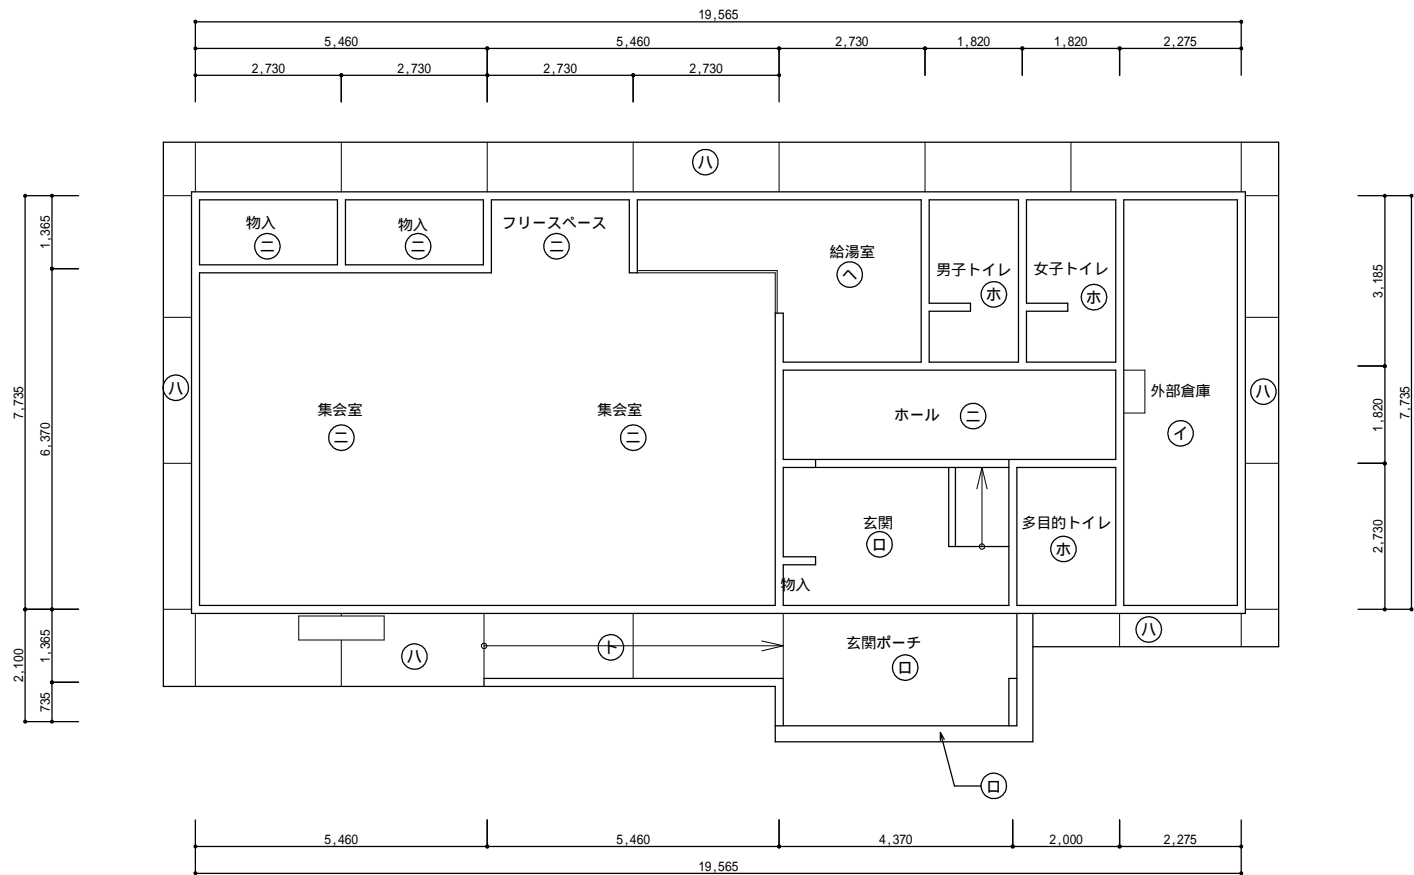 19,565
5,460
5,460
2,730
1,820
1,820
2,275
2,730
2,730
2,730
2,730
ハ
物入
ニ
物入
ニ
フリースペース
ニ
給湯室
ヘ
男子トイレ
ホ
女子トイレ
ホ
1,365
6,370
7,735
3,185
1,820
2,730
7,735
ハ
集会室
ニ
集会室
ニ
ホール
ニ
外部倉庫
イ
ハ
玄関
ロ
多目的トイレ
ホ
物入
2,100
1,365
735
ハ
ト
玄関ポーチ
ロ
ハ
ロ
5,460
5,460
4,370
2,000
2,275
19,565